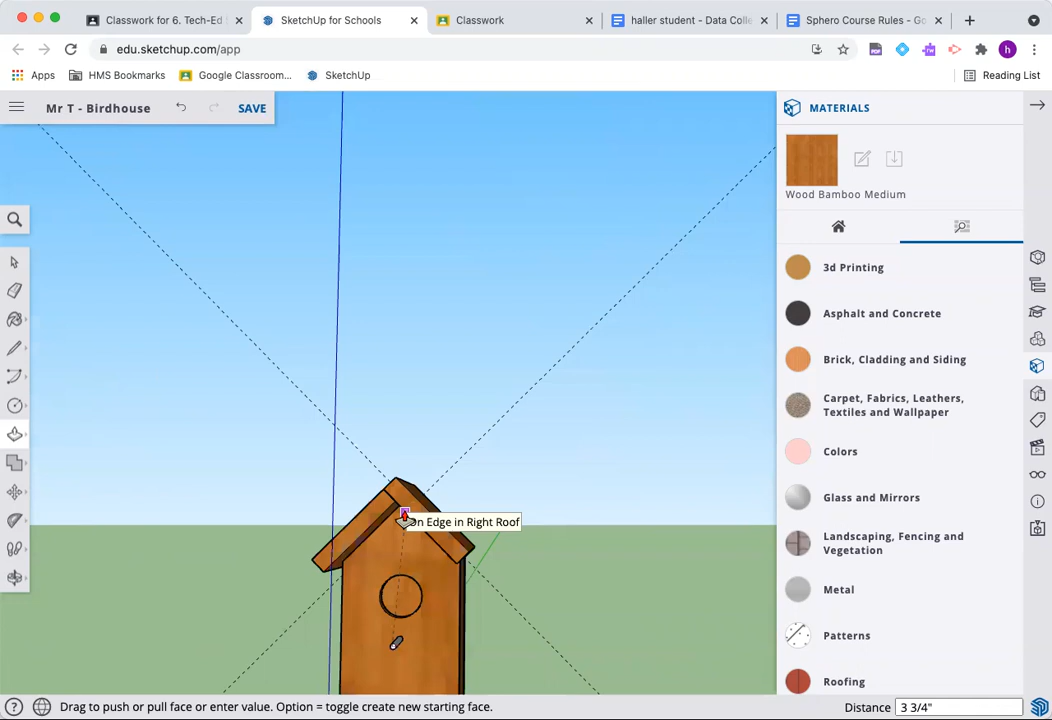 Classwork for 6. Tech-Ed
SketchUp for Schools
Classwork
haller student - Data Colle
Sphero Course Rules - Go
edu.sketchup.com/app
h
Apps
HMS Bookmarks
Google Classroom...
SketchUp
Reading List
Mr T - Birdhouse
SAVE
MATERIALS
Wood Bamboo Medium
3d Printing
Asphalt and Concrete
Brick, Cladding and Siding
Carpet, Fabrics, Leathers,
Textiles and Wallpaper
Colors
Glass and Mirrors
Landscaping, Fencing and
Vegetation
Metal
Patterns
Roofing
On Edge in Right Roof
Drag to push or pull face or enter value. Option = toggle create new starting face.
Distance
3 3/4"